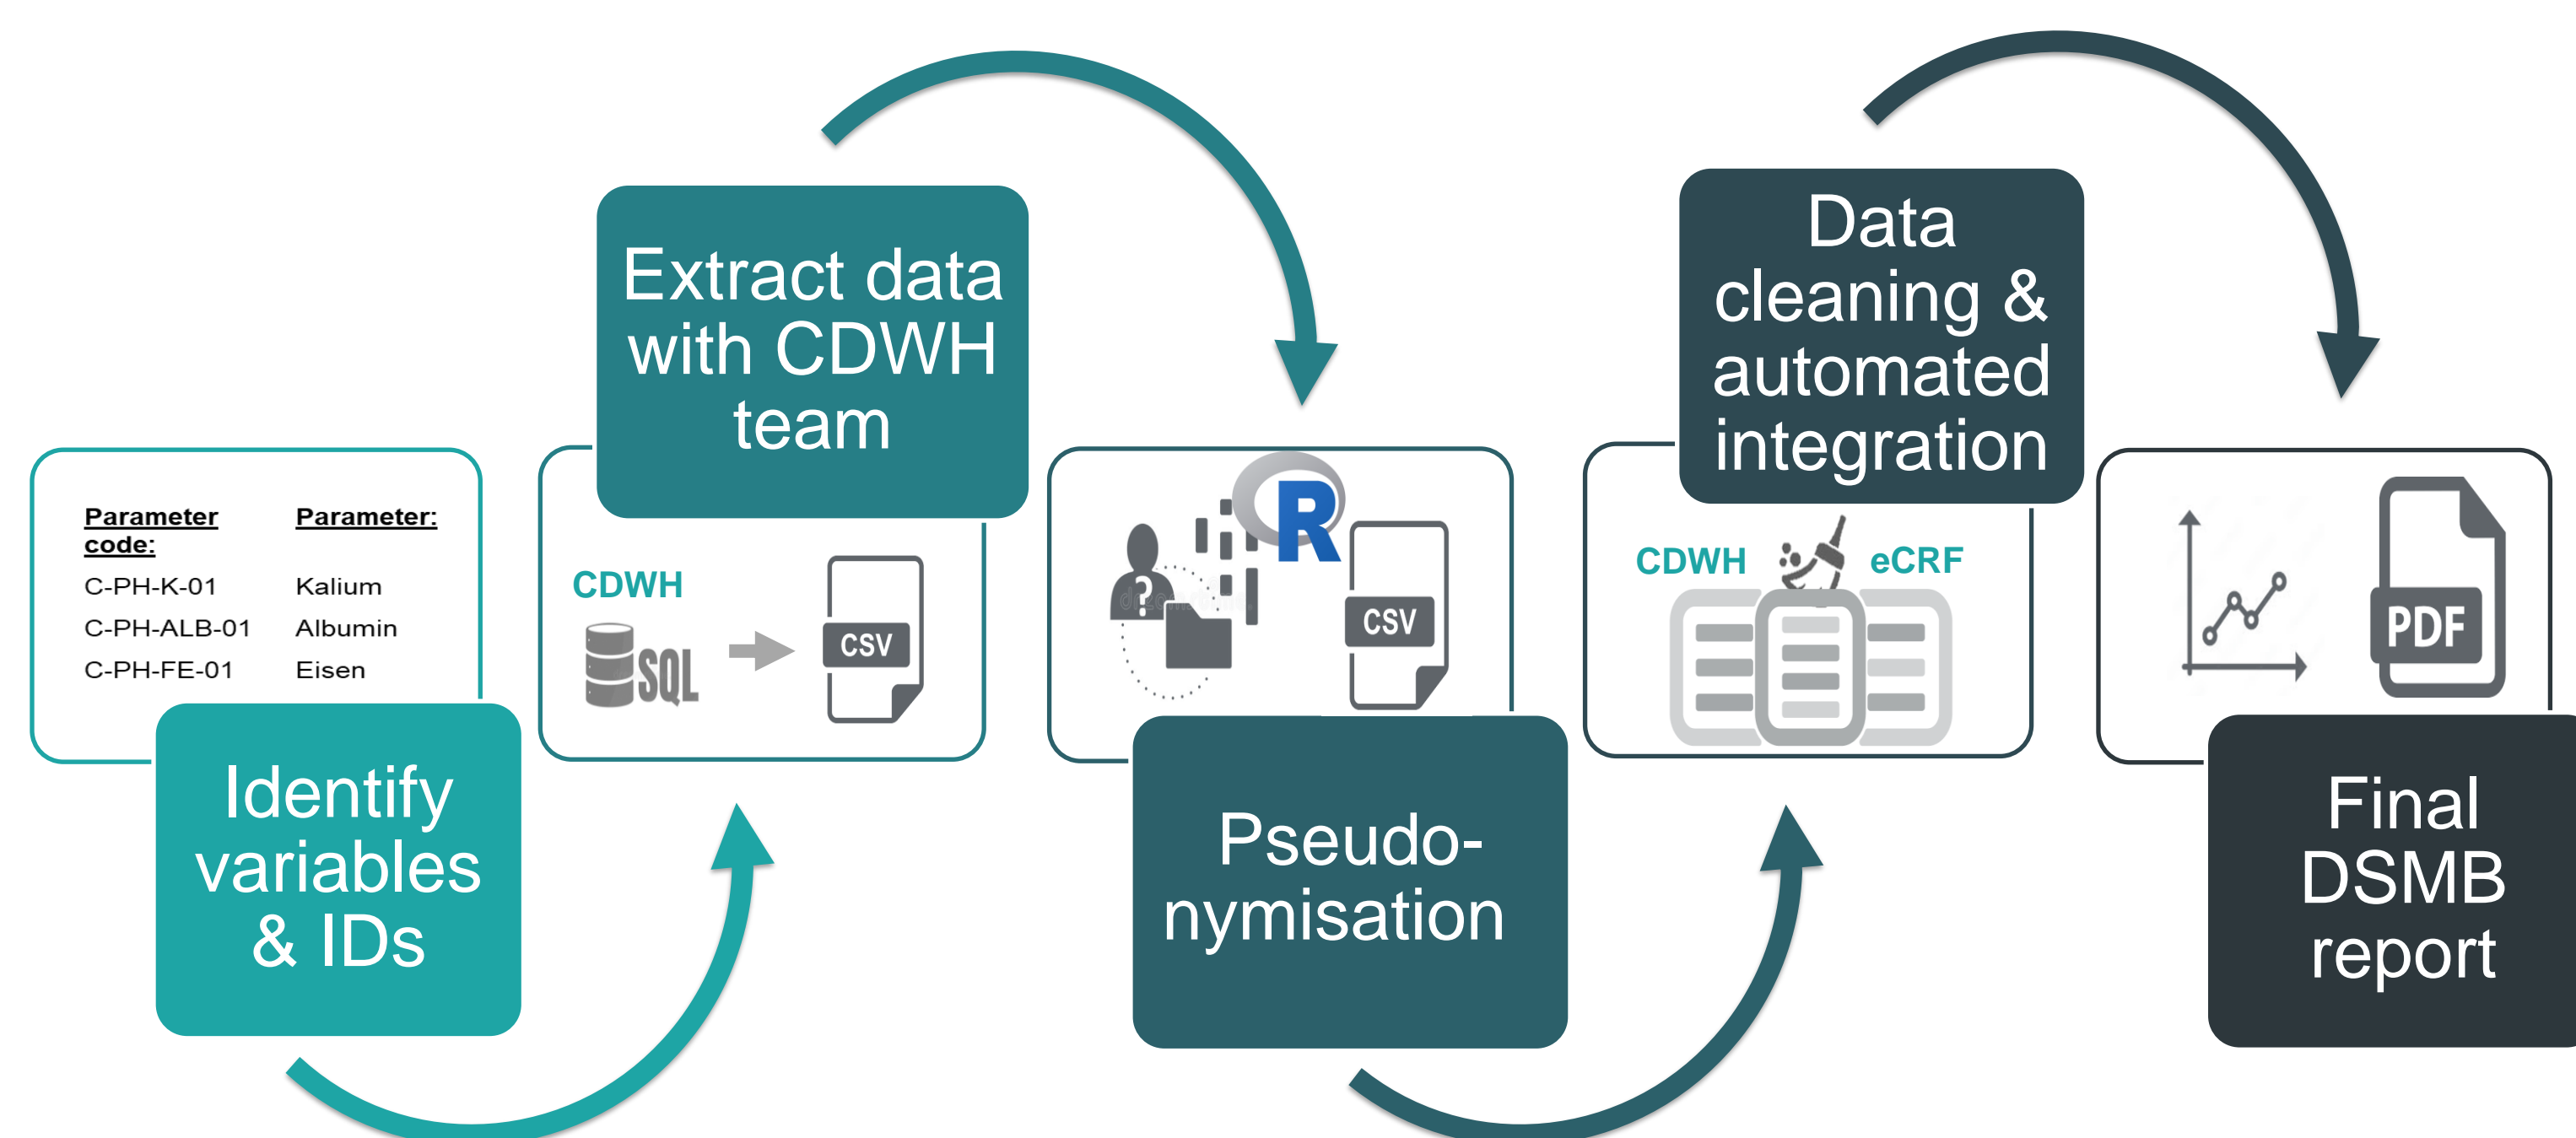 Parameter code:
Parameter:
C-PH-K-01 Kalium
C-PH-ALB-01 Albumin
C-PH-FE-01 Eisen
Identify
variables
& IDs
Extract data
with CDWH
team
CDWH
SQL
CSV
R
?
CSV
Pseudo-
nymisation
Data
cleaning &
automated
integration
CDWH
eCRF
PDF
Final
DSMB
report